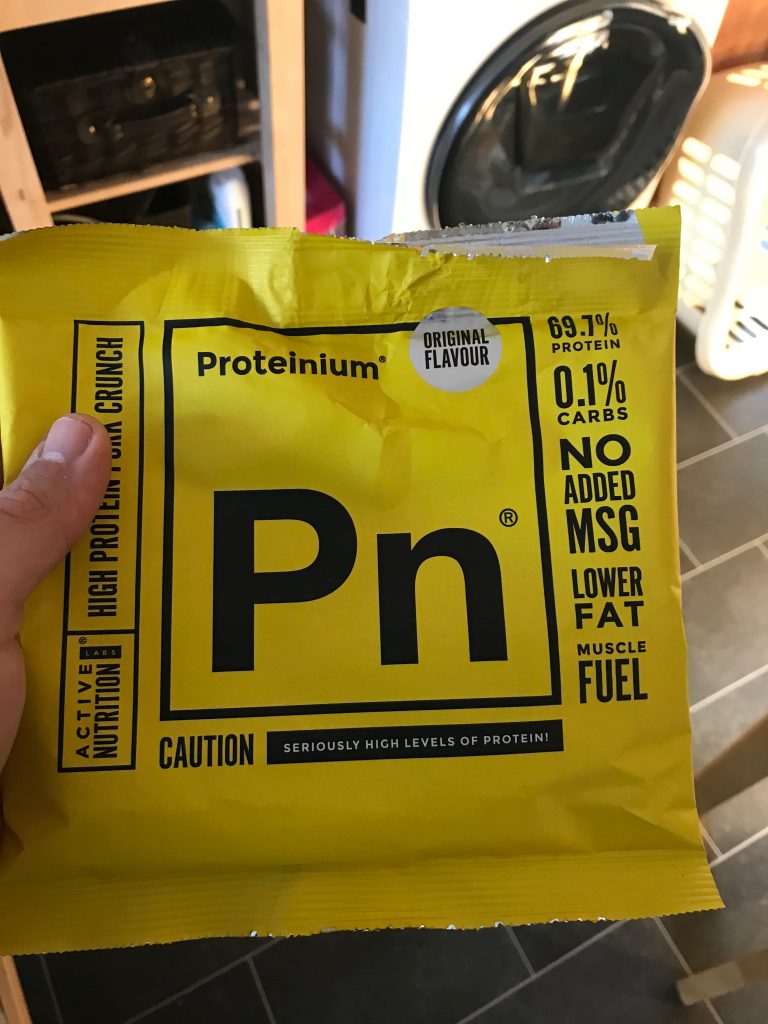 HIGH PROTEIN PORK CRUNCH
ACTIVE LABS
NUTRITION®
Proteinium®
ORIGINAL
FLAVOUR
Pn®
CAUTION SERIOUSLY HIGH LEVELS OF PROTEIN!
69.7%
PROTEIN
0.1%
CARBS
NO
ADDED
MSG
LOWER
FAT
MUSCLE
FUEL